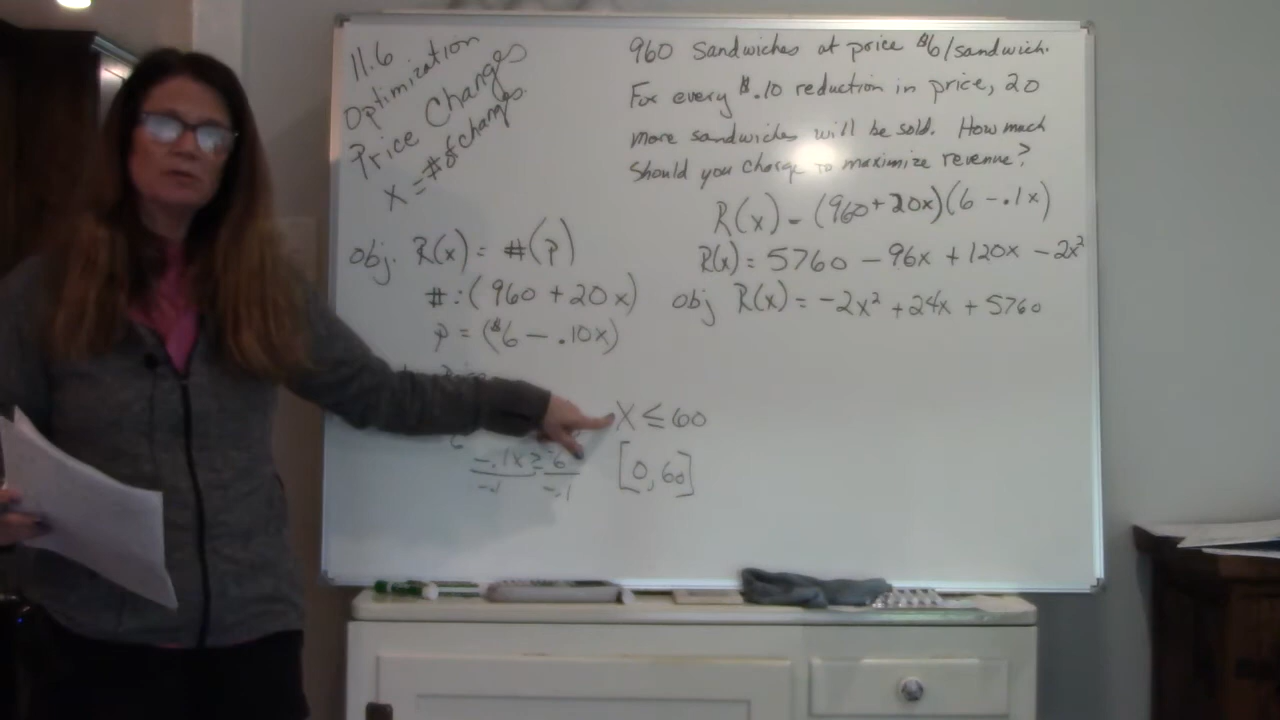 11.6
Optimization
Price Changes
X = # of changes.
obj. R(x) = #(p)
#: (960 + 20x)
p = ($6 - .10x)
-.1x ≥ -6
-.1 -.1
X ≤ 60
[0, 60]
960 Sandwiches at price $6/sandwich.
For every $.10 reduction in price, 20
more sandwiches will be sold. How much
should you charge to maximize revenue?
R(x) = (960 + 20x)(6 - .1x)
R(x) = 5760 - 96x + 120x - 2x²
obj R(x) = -2x² + 24x + 5760